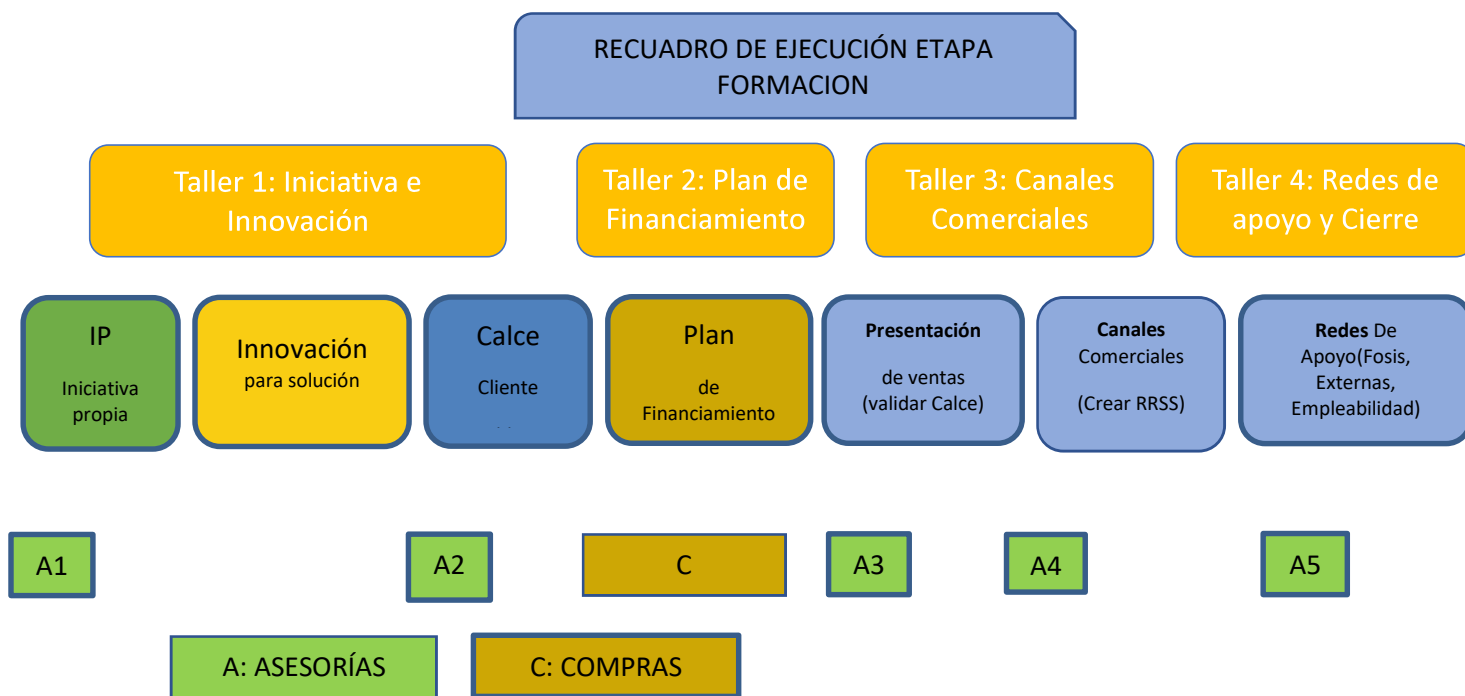 RECUADRO DE EJECUCIÓN ETAPA
FORMACION
Taller 1: Iniciativa e
Innovación
Taller 2: Plan de
Financiamiento
Taller 3: Canales
Comerciales
Taller 4: Redes de
apoyo y Cierre
IP
Iniciativa
propia
Innovación
para solución
Calce
Cliente
Plan
de
Financiamiento
Presentación
de ventas
(validar Calce)
Canales
Comerciales
(Crear RRSS)
Redes De
Apoyo(Fosis,
Externas,
Empleabilidad)
A1
A2
C
A3
A4
A5
A: ASESORÍAS
C: COMPRAS